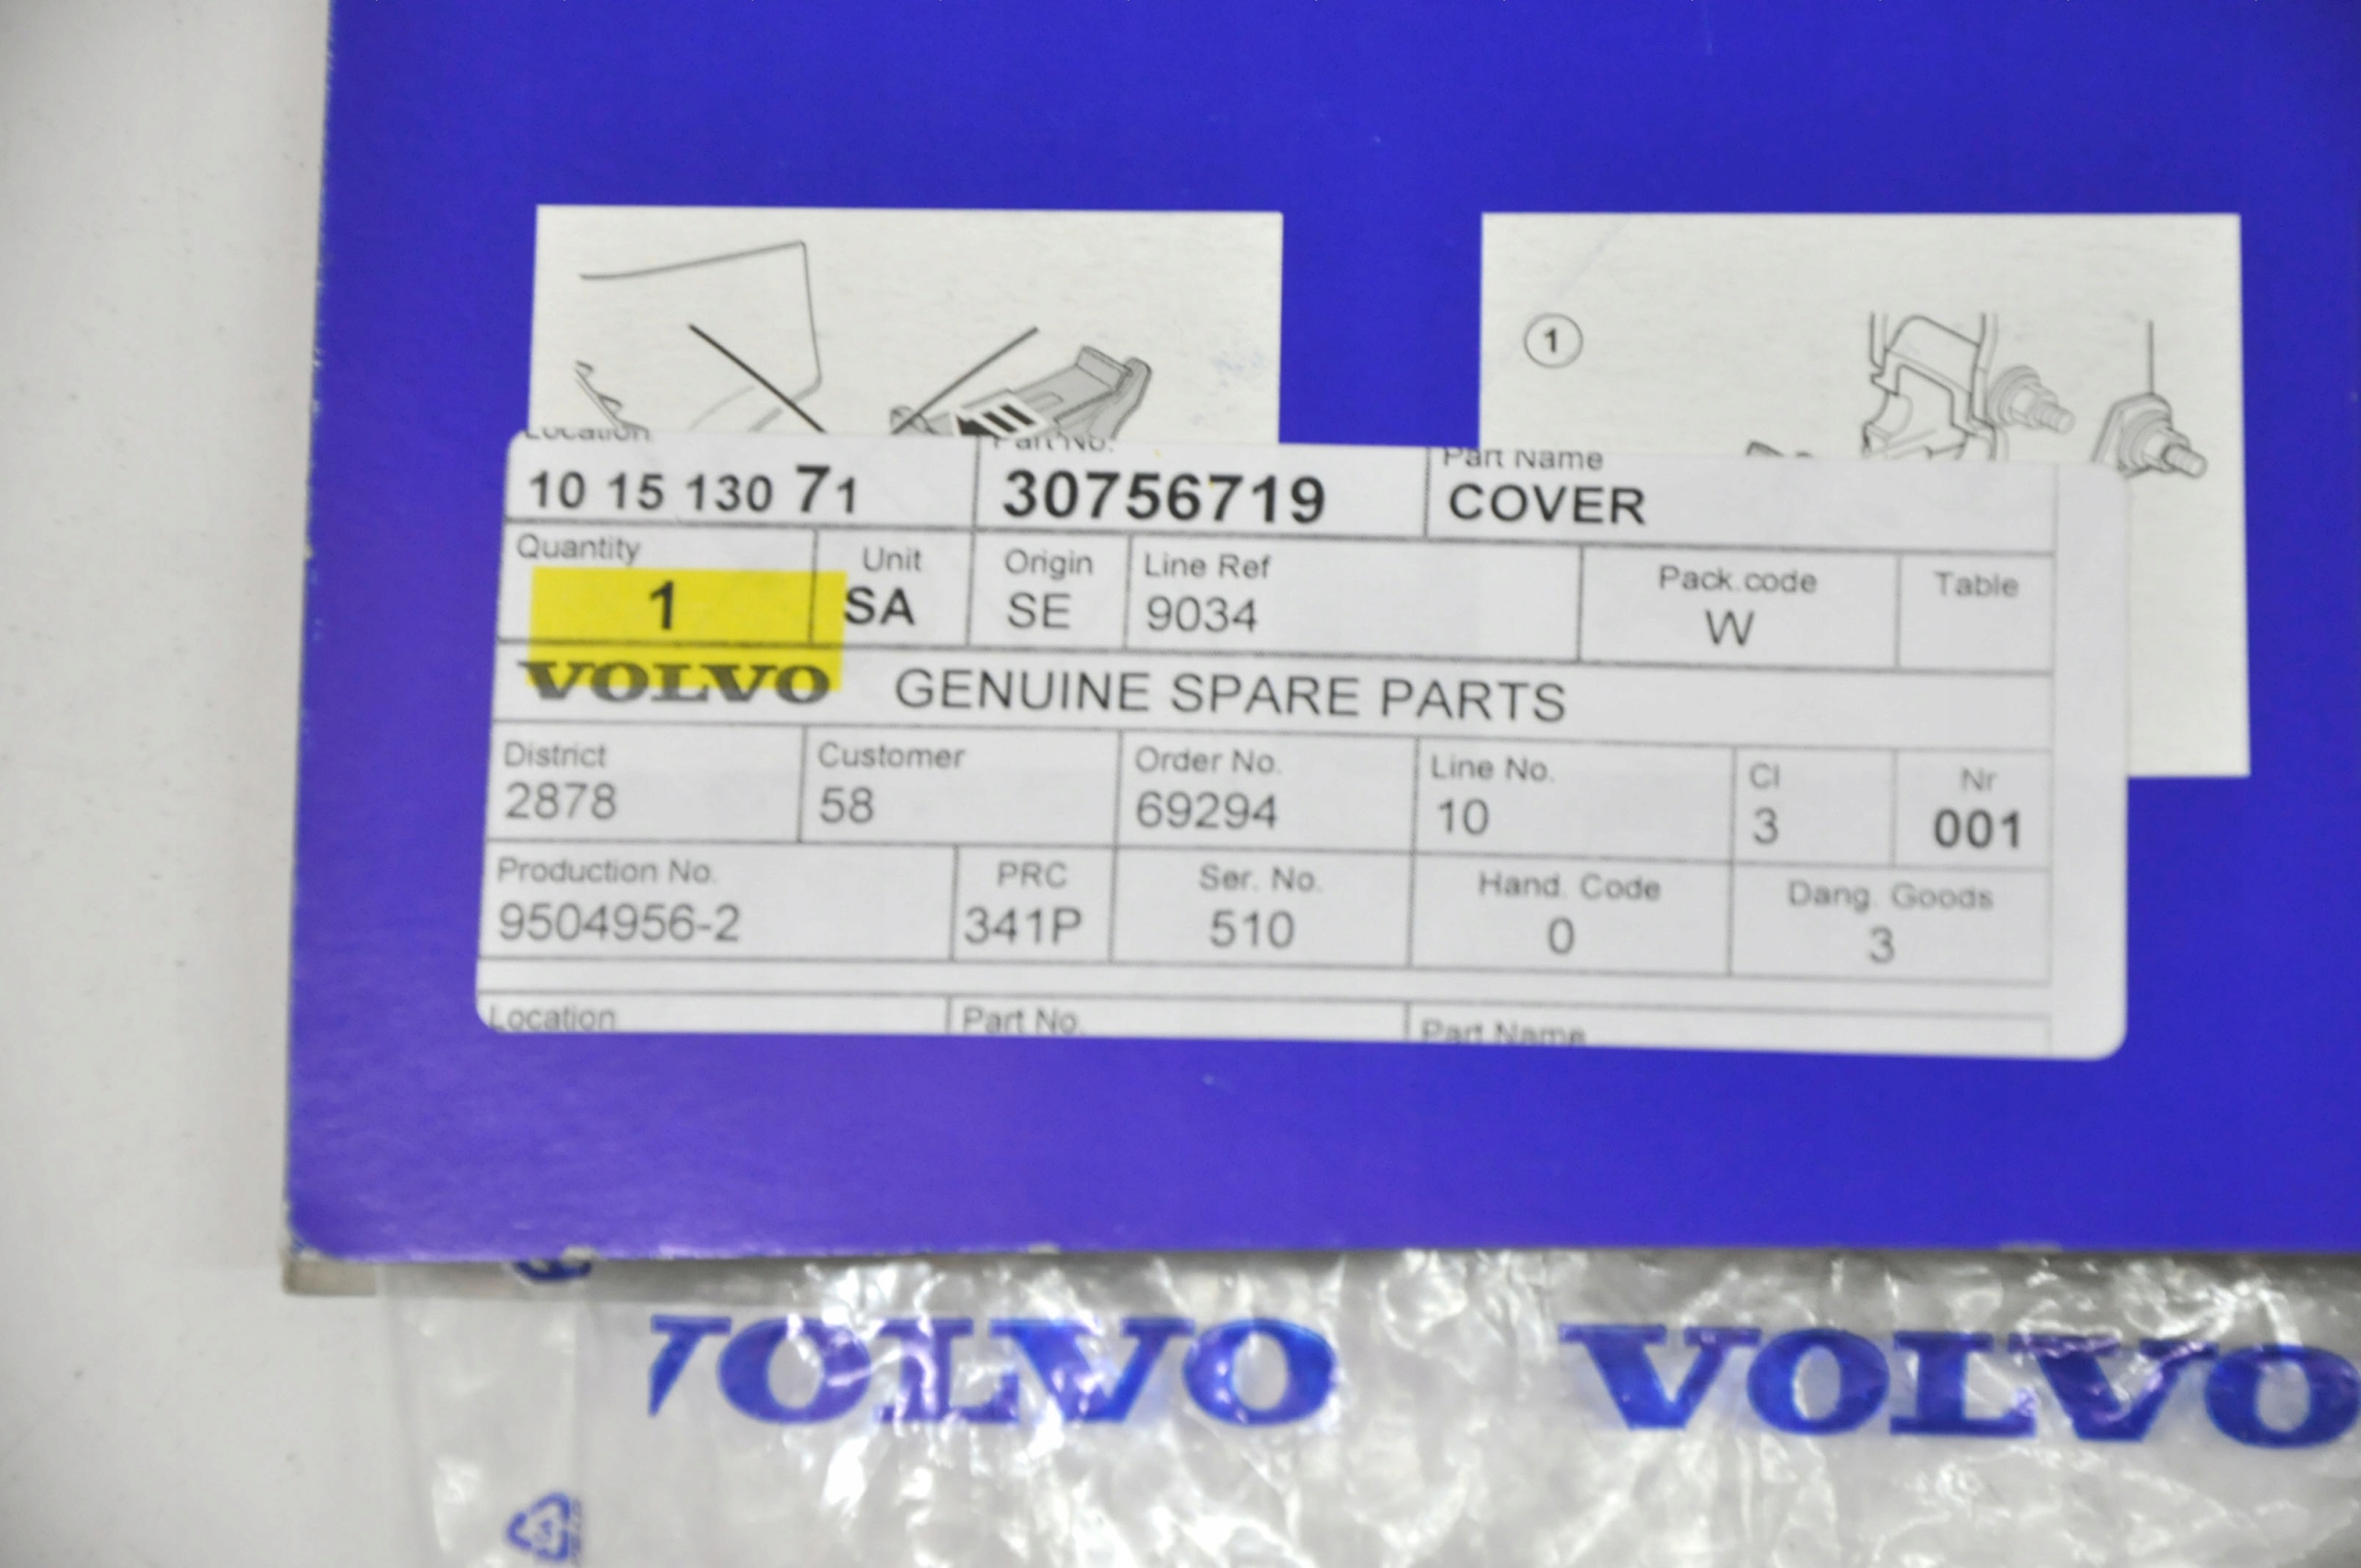 1
Location Part No. Part Name
10 15 130 71 30756719 COVER
Quantity Unit Origin Line Ref Pack.code Table
1 SA SE 9034 W
VOLVO GENUINE SPARE PARTS
District Customer Order No. Line No. Cl Nr
2878 58 69294 10 3 001
Production No. PRC Ser. No. Hand. Code Dang. Goods
9504956-2 341P 510 0 3
Location Part No. Part Name
VOLVO VOLVO